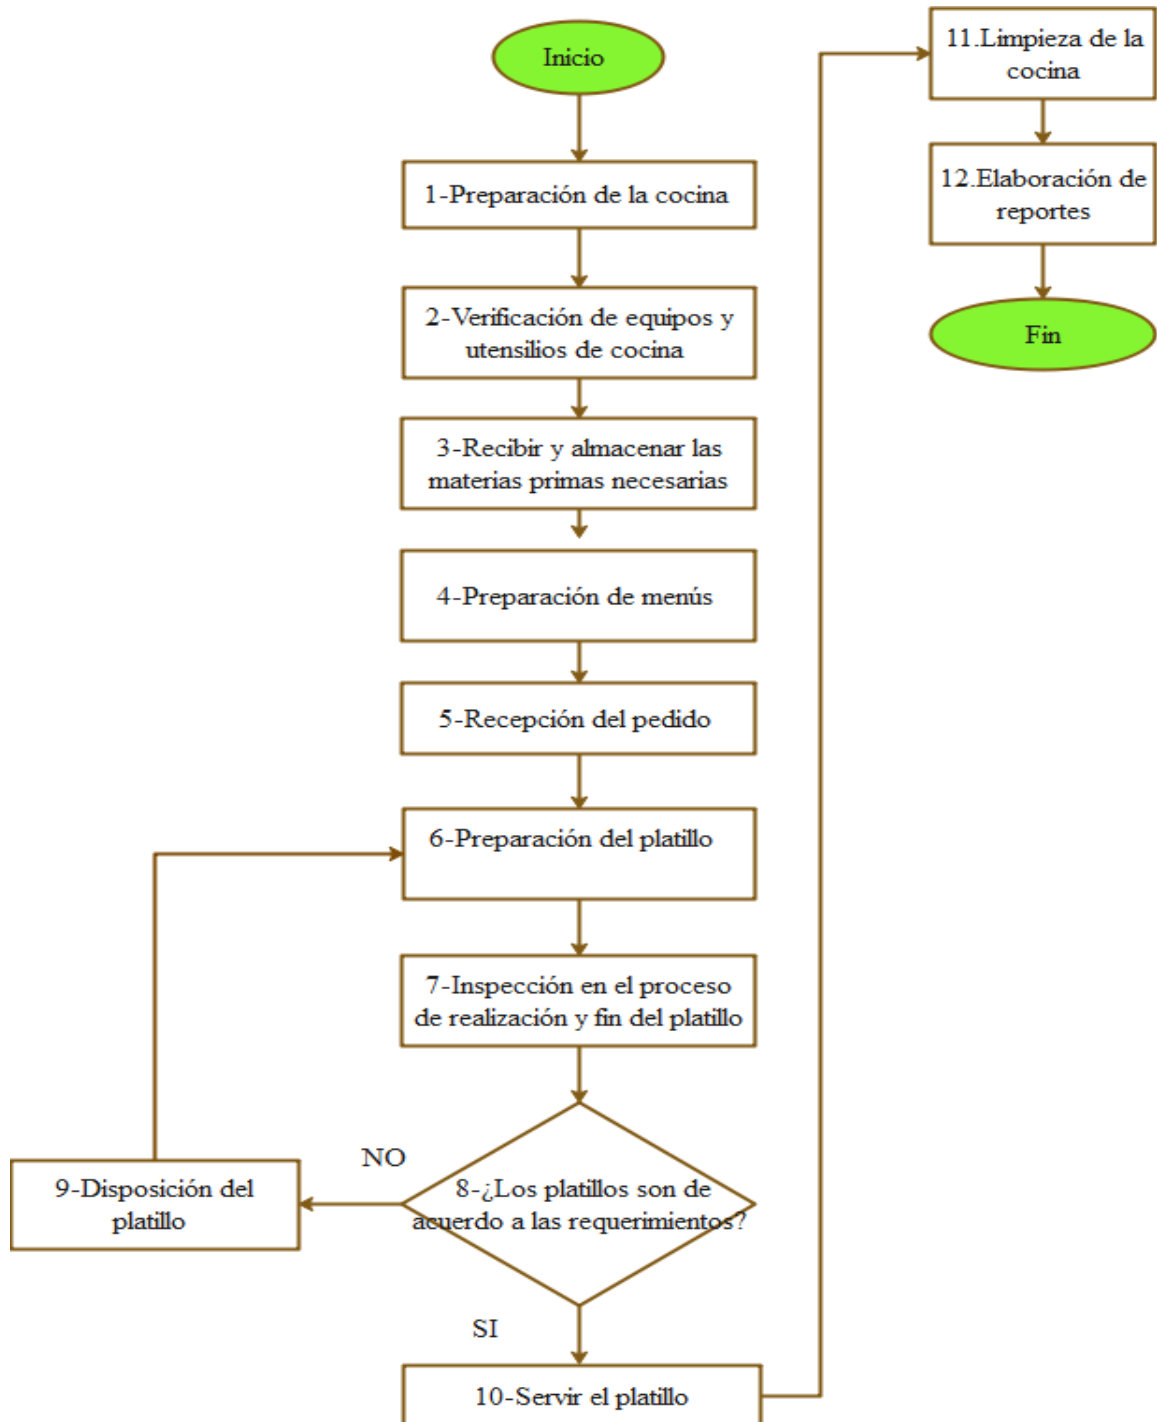 Inicio
1-Preparación de la cocina
2-Verificación de equipos y
utensilios de cocina
3-Recibir y almacenar las
materias primas necesarias
4-Preparación de menús
5-Recepción del pedido
6-Preparación del platillo
7-Inspección en el proceso
de realización y fin del platillo
8-¿Los platillos son de
acuerdo a las requerimientos?
NO
9-Disposición del
platillo
SI
10-Servir el platillo
11.Limpieza de la
cocina
12.Elaboración de
reportes
Fin